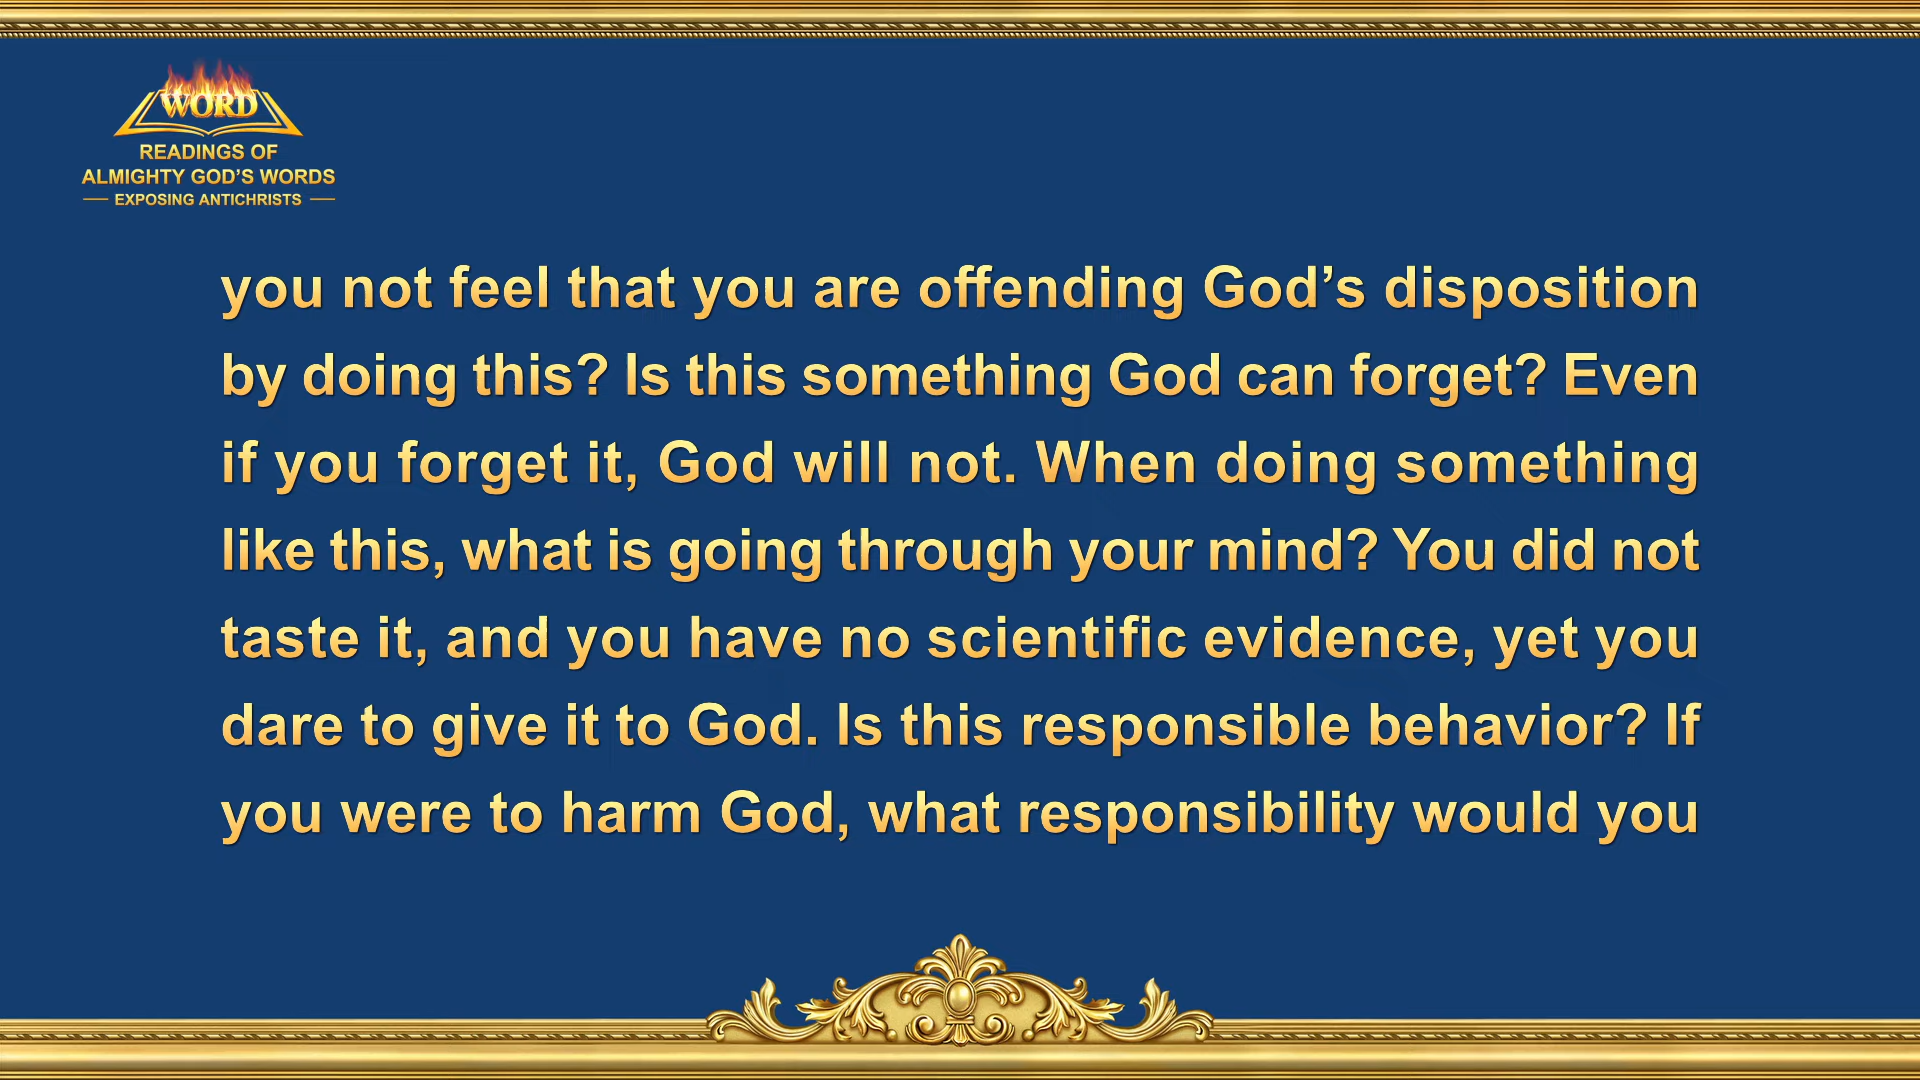 WORD
READINGS OF
ALMIGHTY GOD’S WORDS
EXPOSING ANTICHRISTS
you not feel that you are offending God’s disposition
by doing this? Is this something God can forget? Even
if you forget it, God will not. When doing something
like this, what is going through your mind? You did not
taste it, and you have no scientific evidence, yet you
dare to give it to God. Is this responsible behavior? If
you were to harm God, what responsibility would you